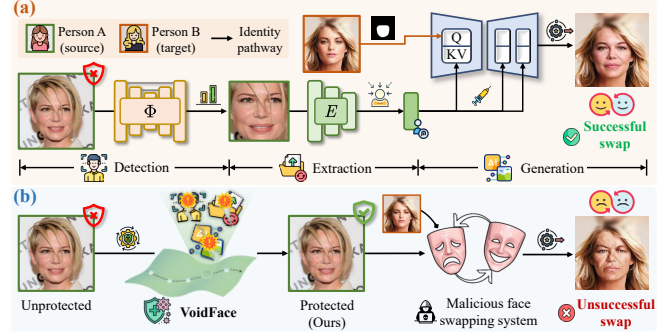 (a)
Person A
(source)
Person B
(target)
Identity
pathway
Q
KV
Φ
E
Successful
swap
Detection
Extraction
Generation
(b)
Unprotected
VoidFace
Protected
(Ours)
Malicious face
swapping system
Unsuccessful
swap